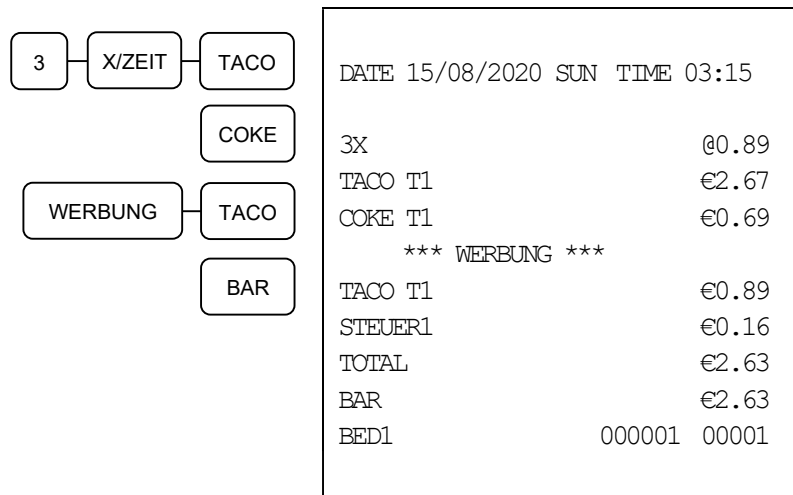 3 X/ZEIT TACO
COKE
WERBUNG TACO
BAR
DATE 15/08/2020 SUN TIME 03:15
3X @0.89
TACO T1 €2.67
COKE T1 €0.69
*** WERBUNG ***
TACO T1 €0.89
STEUER1 €0.16
TOTAL €2.63
BAR €2.63
BED1 000001 00001